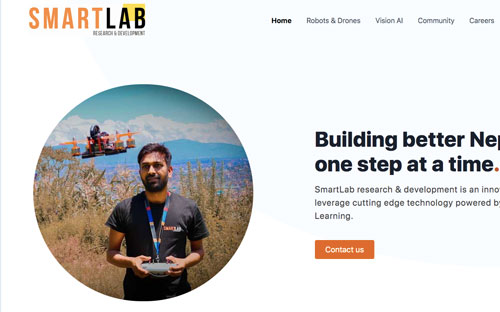 SMARTLAB
RESEARCH & DEVELOPMENT
Home Robots & Drones Vision AI Community Careers
Building better Nep
one step at a time.
SmartLab research & development is an inno
leverage cutting edge technology powered by
Learning.
Contact us
SMARTLAB